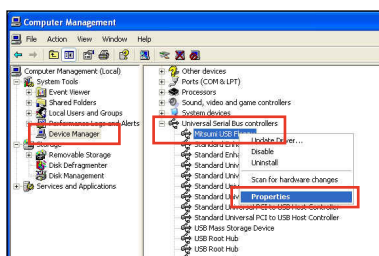 Computer Management
File Action View Window Help
Computer Management (Local)
System Tools
Event Viewer
Shared Folders
Local Users and Groups
Performance Logs and Alerts
Device Manager
Storage
Removable Storage
Disk Defragmenter
Disk Management
Services and Applications
Other devices
Ports (COM & LPT)
Processors
Sound, video and game controllers
System devices
Universal Serial Bus controllers
Mitsumi USB
Standard Enh
Standard Enha
Standard Univ
Standard Univ
Standard Univ
Standard Univ
Standard Universal PCI to USB Host Controller
Standard Universal PCI to USB Host Controller
USB Mass Storage Device
USB Root Hub
USB Root Hub
Update Driver...
Disable
Uninstall
Scan for hardware changes
Properties